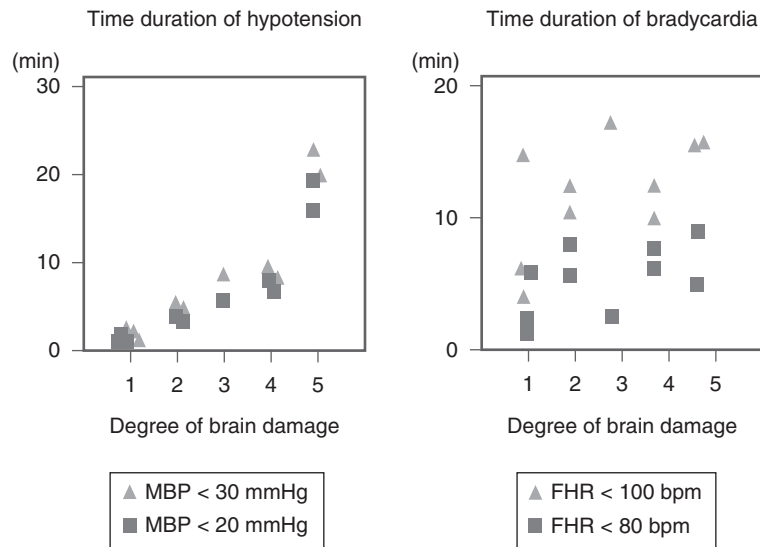 Time duration of hypotension
(min)
30
20
10
0
1 2 3 4 5
Degree of brain damage
MBP < 30 mmHg
MBP < 20 mmHg
Time duration of bradycardia
(min)
20
10
0
1 2 3 4 5
Degree of brain damage
FHR < 100 bpm
FHR < 80 bpm